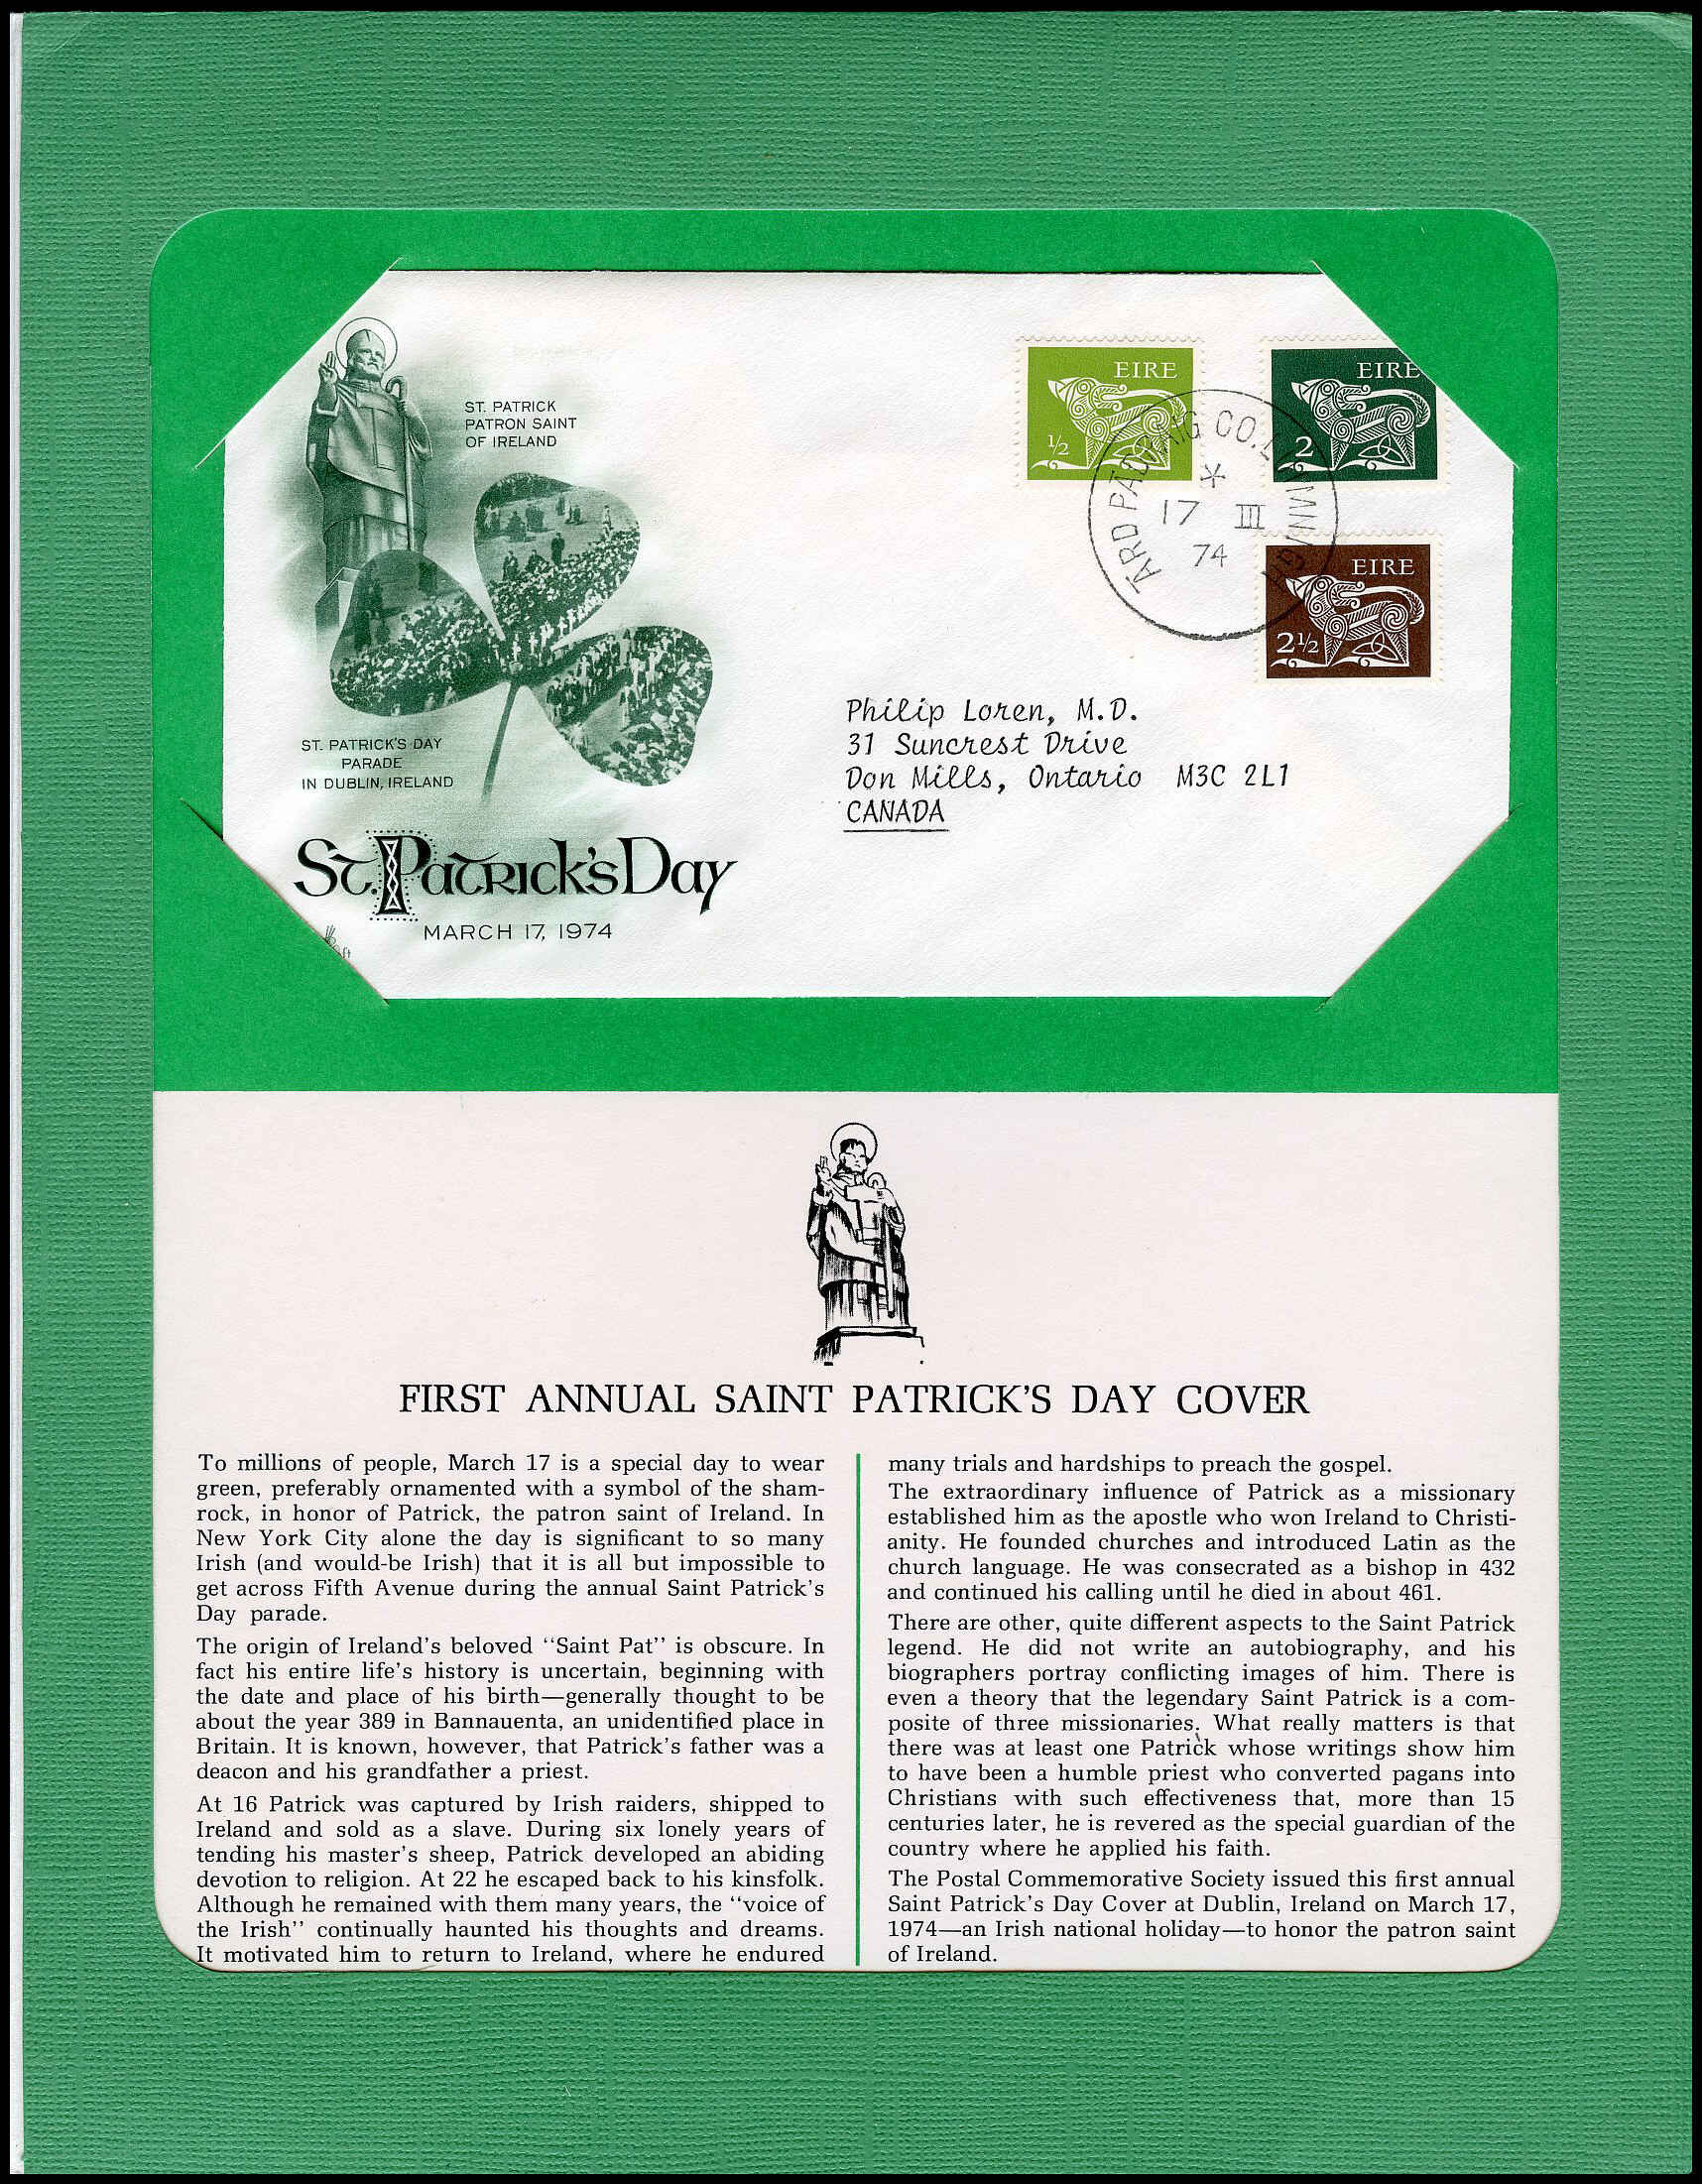 ST. PATRICK
PATRON SAINT
OF IRELAND
ST. PATRICK'S DAY
PARADE
IN DUBLIN, IRELAND
St. Patrick's Day
MARCH 17, 1974
EIRE
½
EIRE
2
EIRE
2½
ÁRD PÁDRAIG CO.
*
17 III
74
Philip Loren, M.D.
31 Suncrest Drive
Don Mills, Ontario M3C 2L1
CANADA
FIRST ANNUAL SAINT PATRICK'S DAY COVER
To millions of people, March 17 is a special day to wear
green, preferably ornamented with a symbol of the sham-
rock, in honor of Patrick, the patron saint of Ireland. In
New York City alone the day is significant to so many
Irish (and would-be Irish) that it is all but impossible to
get across Fifth Avenue during the annual Saint Patrick's
Day parade.
The origin of Ireland's beloved "Saint Pat" is obscure. In
fact his entire life's history is uncertain, beginning with
the date and place of his birth—generally thought to be
about the year 389 in Bannauenta, an unidentified place in
Britain. It is known, however, that Patrick's father was a
deacon and his grandfather a priest.
At 16 Patrick was captured by Irish raiders, shipped to
Ireland and sold as a slave. During six lonely years of
tending his master's sheep, Patrick developed an abiding
devotion to religion. At 22 he escaped back to his kinsfolk.
Although he remained with them many years, the "voice of
the Irish" continually haunted his thoughts and dreams.
It motivated him to return to Ireland, where he endured
many trials and hardships to preach the gospel.
The extraordinary influence of Patrick as a missionary
established him as the apostle who won Ireland to Christi-
anity. He founded churches and introduced Latin as the
church language. He was consecrated as a bishop in 432
and continued his calling until he died in about 461.
There are other, quite different aspects to the Saint Patrick
legend. He did not write an autobiography, and his
biographers portray conflicting images of him. There is
even a theory that the legendary Saint Patrick is a com-
posite of three missionaries. What really matters is that
there was at least one Patrick whose writings show him
to have been a humble priest who converted pagans into
Christians with such effectiveness that, more than 15
centuries later, he is revered as the special guardian of the
country where he applied his faith.
The Postal Commemorative Society issued this first annual
Saint Patrick's Day Cover at Dublin, Ireland on March 17,
1974—an Irish national holiday—to honor the patron saint
of Ireland.